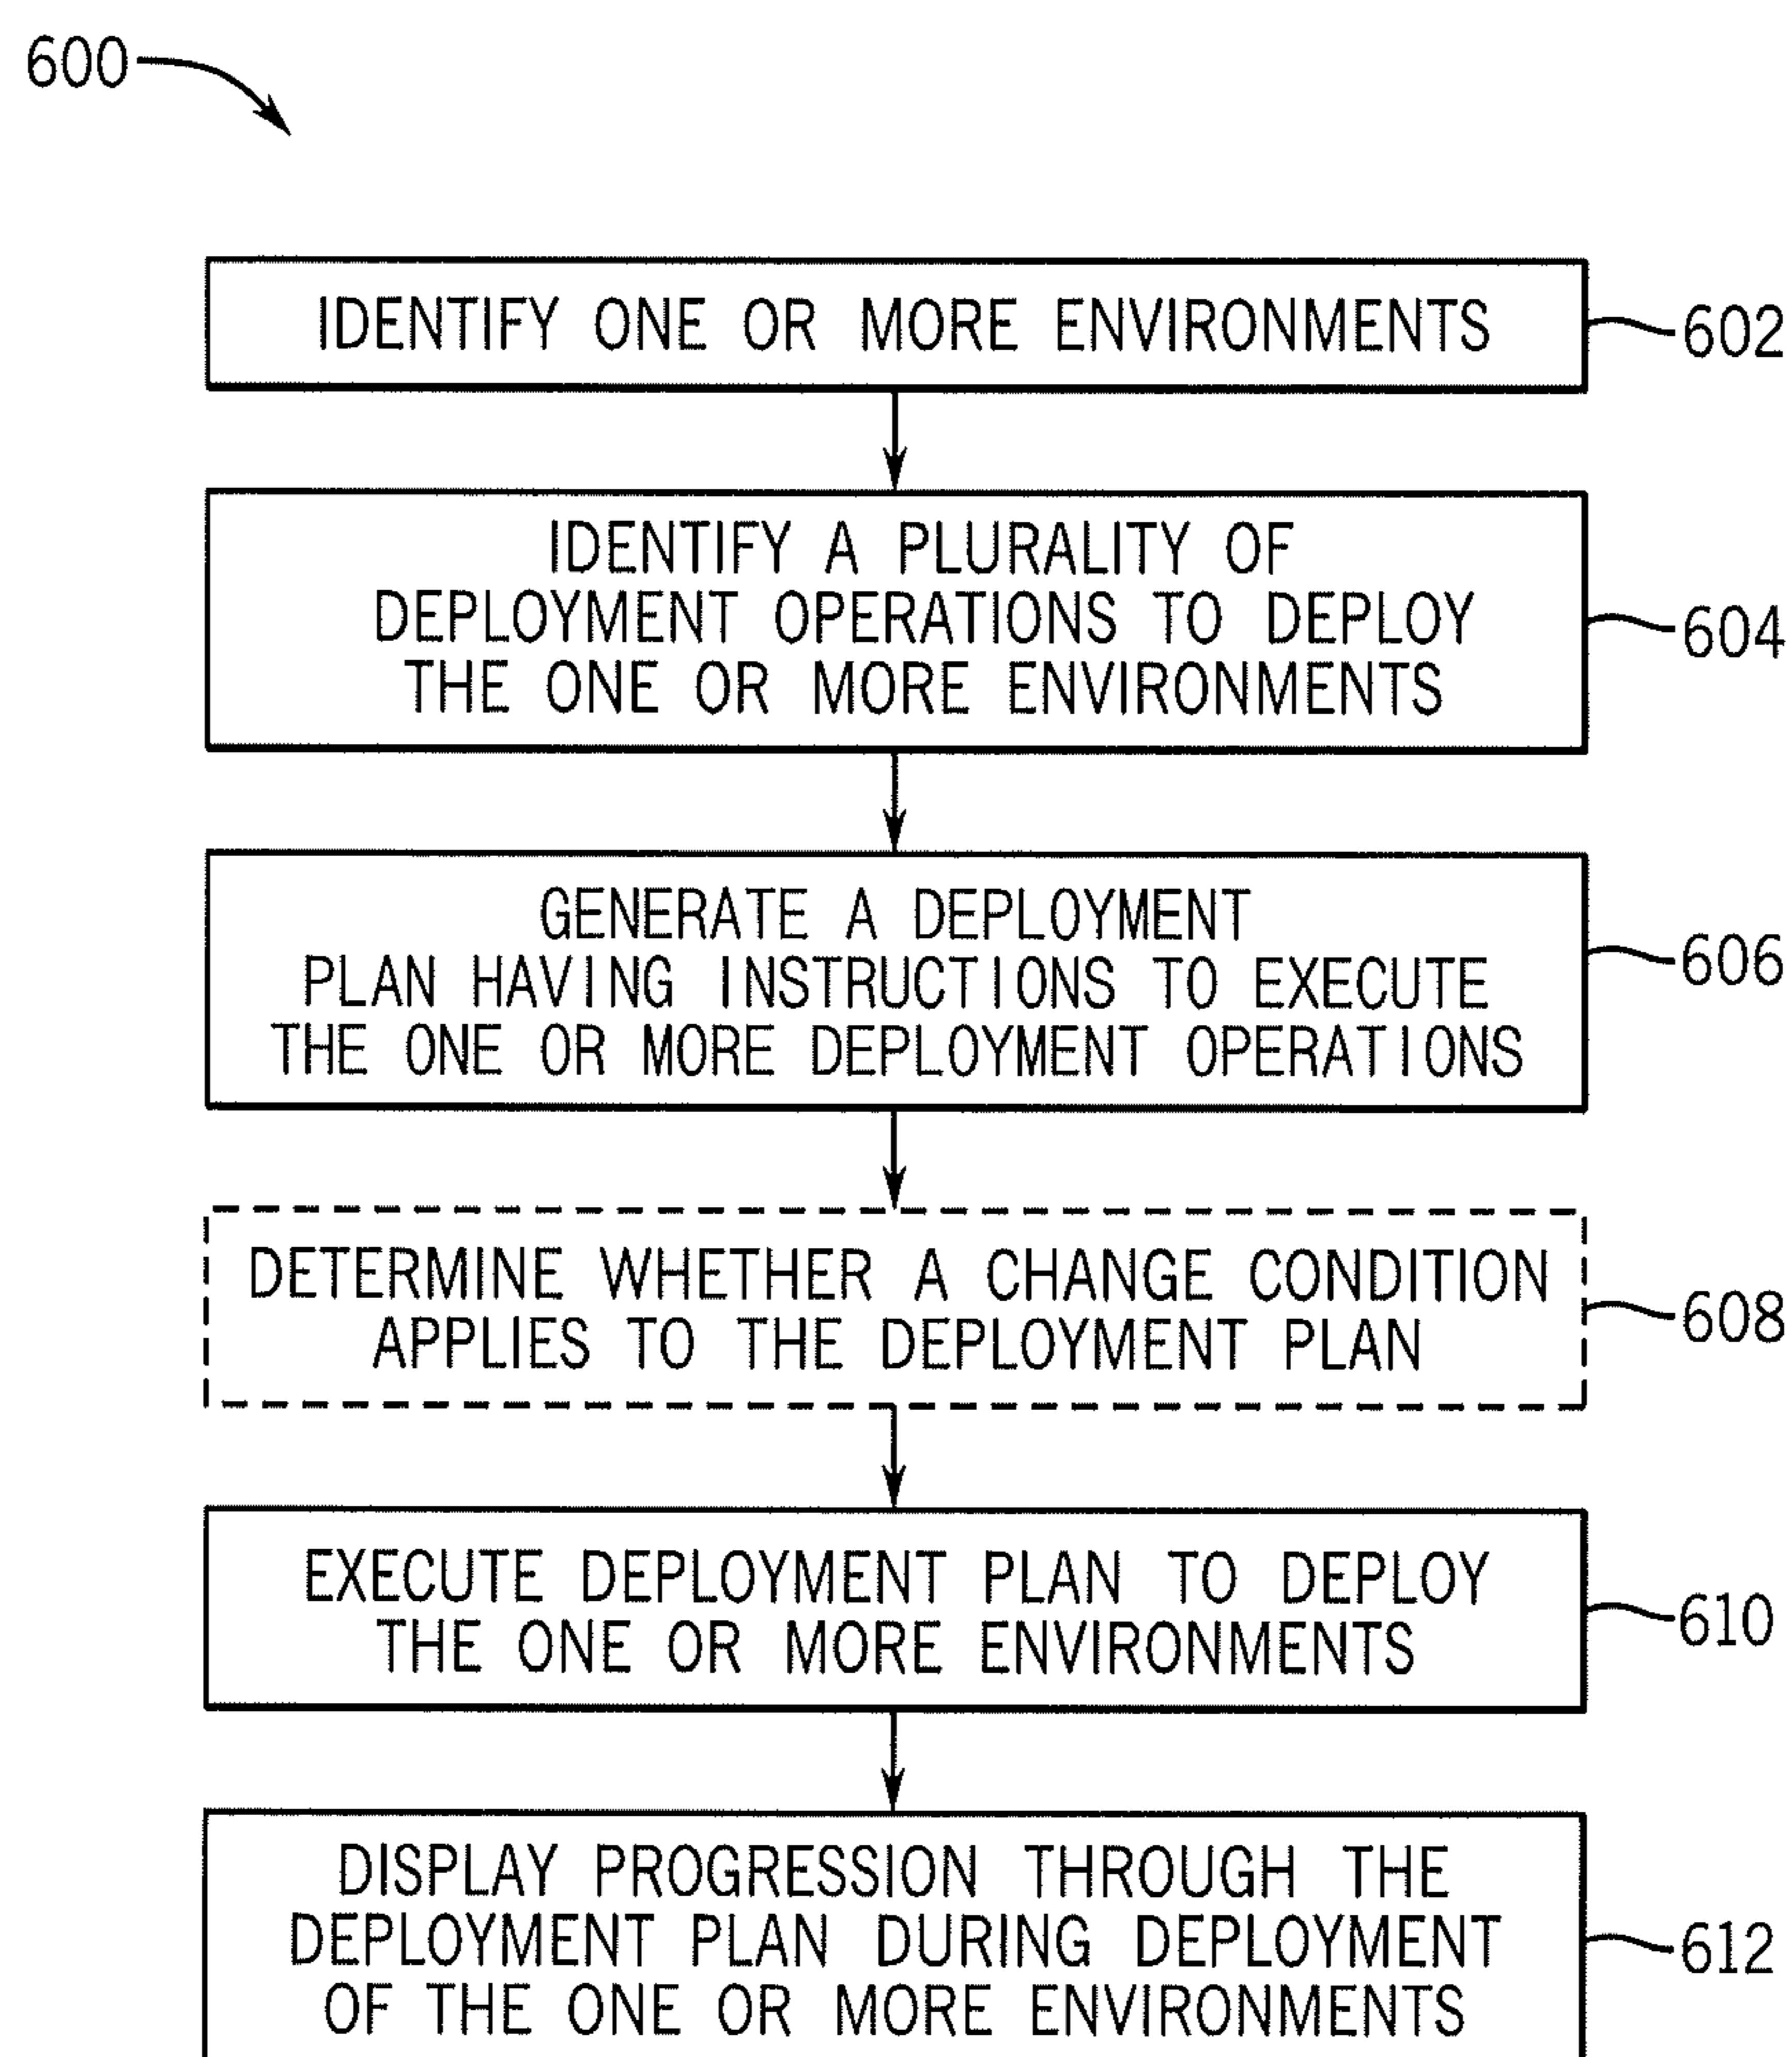 600
IDENTIFY ONE OR MORE ENVIRONMENTS
602
IDENTIFY A PLURALITY OF
DEPLOYMENT OPERATIONS TO DEPLOY
THE ONE OR MORE ENVIRONMENTS
604
GENERATE A DEPLOYMENT
PLAN HAVING INSTRUCTIONS TO EXECUTE
THE ONE OR MORE DEPLOYMENT OPERATIONS
606
DETERMINE WHETHER A CHANGE CONDITION
APPLIES TO THE DEPLOYMENT PLAN
608
EXECUTE DEPLOYMENT PLAN TO DEPLOY
THE ONE OR MORE ENVIRONMENTS
610
DISPLAY PROGRESSION THROUGH THE
DEPLOYMENT PLAN DURING DEPLOYMENT
OF THE ONE OR MORE ENVIRONMENTS
612